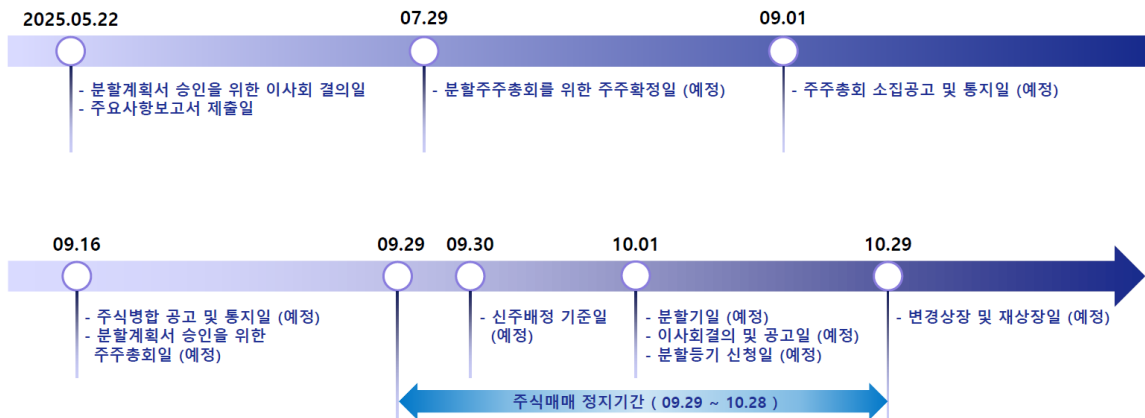 2025.05.22
- 분할계획서 승인을 위한 이사회 결의일
- 주요사항보고서 제출일
07.29
- 분할주주총회를 위한 주주확정일 (예정)
09.01
- 주주총회 소집공고 및 통지일 (예정)
09.16
- 주식병합 공고 및 통지일 (예정)
- 분할계획서 승인을 위한
주주총회일 (예정)
09.29
09.30
- 신주배정 기준일
(예정)
10.01
- 분할기일 (예정)
- 이사회결의 및 공고일 (예정)
- 분할등기 신청일 (예정)
10.29
- 변경상장 및 재상장일 (예정)
주식매매 정지기간 ( 09.29 ~ 10.28 )